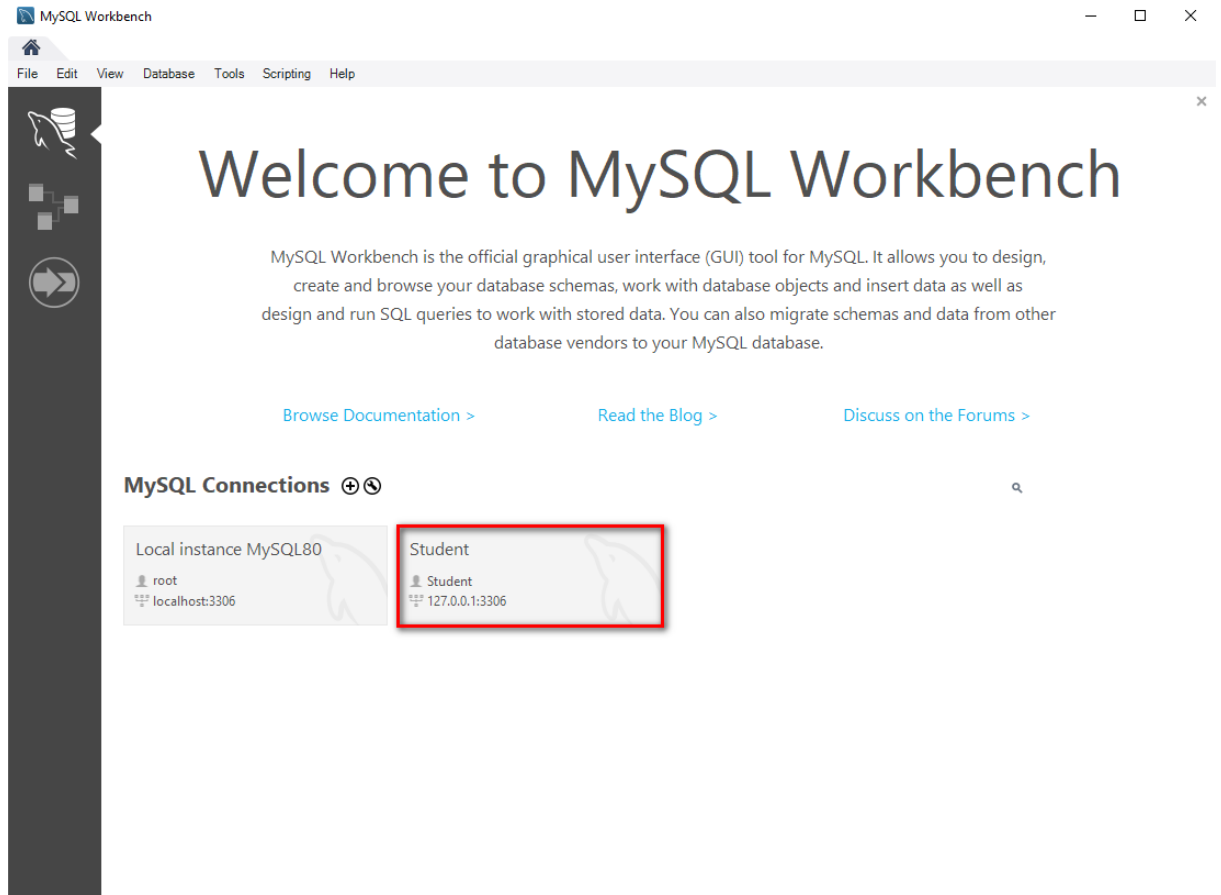 MySQL Workbench
File Edit View Database Tools Scripting Help
Welcome to MySQL Workbench
MySQL Workbench is the official graphical user interface (GUI) tool for MySQL. It allows you to design,
create and browse your database schemas, work with database objects and insert data as well as
design and run SQL queries to work with stored data. You can also migrate schemas and data from other
database vendors to your MySQL database.
Browse Documentation > Read the Blog > Discuss on the Forums >
MySQL Connections
Local instance MySQL80
root
localhost:3306
Student
Student
127.0.0.1:3306